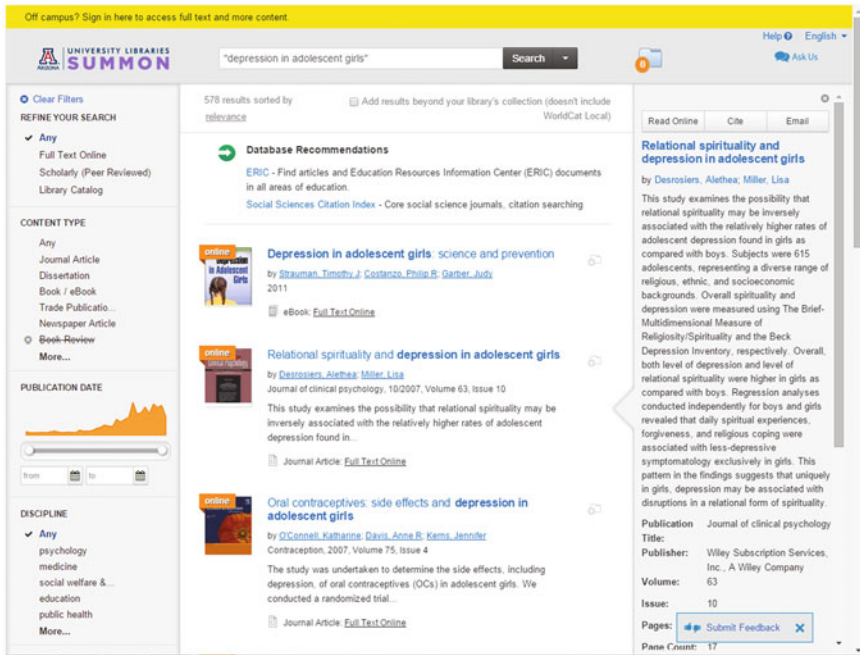 Off campus? Sign in here to access full text and more content.
Help
English
UNIVERSITY LIBRARIES
SUMMON
ARIZONA
"depression in adolescent girls"
Search
0
Ask Us
Clear Filters
REFINE YOUR SEARCH
Any
Full Text Online
Scholarly (Peer Reviewed)
Library Catalog
CONTENT TYPE
Any
Journal Article
Dissertation
Book / eBook
Trade Publicatio...
Newspaper Article
Book Review
More...
PUBLICATION DATE
from
to
DISCIPLINE
Any
psychology
medicine
social welfare &...
education
public health
More...
578 results sorted by
relevance
Add results beyond your library's collection (doesn't include
WorldCat Local)
Database Recommendations
ERIC - Find articles and Education Resources Information Center (ERIC) documents
in all areas of education.
Social Sciences Citation Index - Core social science journals, citation searching
online
Depression
in Adolescent
Girls
Depression in adolescent girls: science and prevention
by Strauman, Timothy J; Costanzo, Philip R; Garber, Judy
2011
eBook: Full Text Online
online
Relational spirituality and depression in adolescent girls
by Desrosiers, Alethea; Miller, Lisa
Journal of clinical psychology, 10/2007, Volume 63, Issue 10
This study examines the possibility that relational spirituality may be
inversely associated with the relatively higher rates of adolescent
depression found in...
Journal Article: Full Text Online
online
Oral contraceptives: side effects and depression in
adolescent girls
by O'Connell, Katharine; Davis, Anne R; Kerns, Jennifer
Contraception, 2007, Volume 75, Issue 4
The study was undertaken to determine the side effects, including
depression, of oral contraceptives (OCs) in adolescent girls. We
conducted a randomized trial...
Journal Article: Full Text Online
Read Online
Cite
Email
Relational spirituality and
depression in adolescent girls
by Desrosiers, Alethea; Miller, Lisa
This study examines the possibility that
relational spirituality may be inversely
associated with the relatively higher rates of
adolescent depression found in girls as
compared with boys. Subjects were 615
adolescents, representing a diverse range of
religious, ethnic, and socioeconomic
backgrounds. Overall spirituality and
depression were measured using The Brief-
Multidimensional Measure of
Religiosity/Spirituality and the Beck
Depression Inventory, respectively. Overall,
both level of depression and level of
relational spirituality were higher in girls as
compared with boys. Regression analyses
conducted independently for boys and girls
revealed that daily spiritual experiences,
forgiveness, and religious coping were
associated with less-depressive
symptomatology exclusively in girls. This
pattern in the findings suggests that uniquely
in girls, depression may be associated with
disruptions in a relational form of spirituality.
Publication Journal of clinical psychology
Title:
Publisher: Wiley Subscription Services,
Inc., A Wiley Company
Volume: 63
Issue: 10
Pages:
Submit Feedback
Page Count: 17